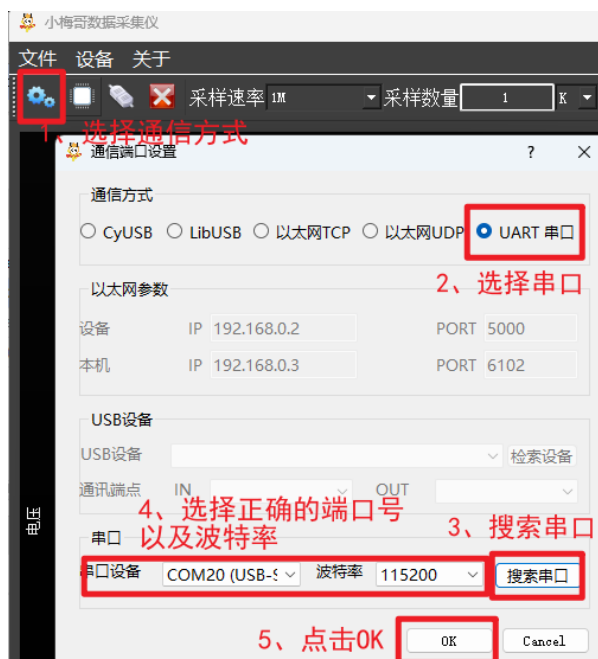 小梅哥数据采集仪
文件 设备 关于
采样速率 1M 采样数量 1 K
1、选择通信方式
通信端口设置 ? ×
通信方式
CyUSB LibUSB 以太网TCP 以太网UDP UART 串口
2、选择串口
以太网参数
设备 IP 192.168.0.2 PORT 5000
本机 IP 192.168.0.3 PORT 6102
USB设备
USB设备 检索设备
通讯端点 IN OUT
4、选择正确的端口号
以及波特率
3、搜索串口
电压
串口
串口设备 COM20 (USB-S 波特率 115200 搜索串口
5、点击OK
OK Cancel